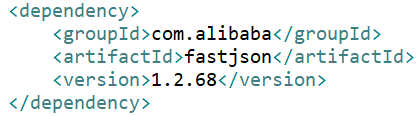 <dependency>
    <groupId>com.alibaba</groupId>
    <artifactId>fastjson</artifactId>
    <version>1.2.68</version>
</dependency>